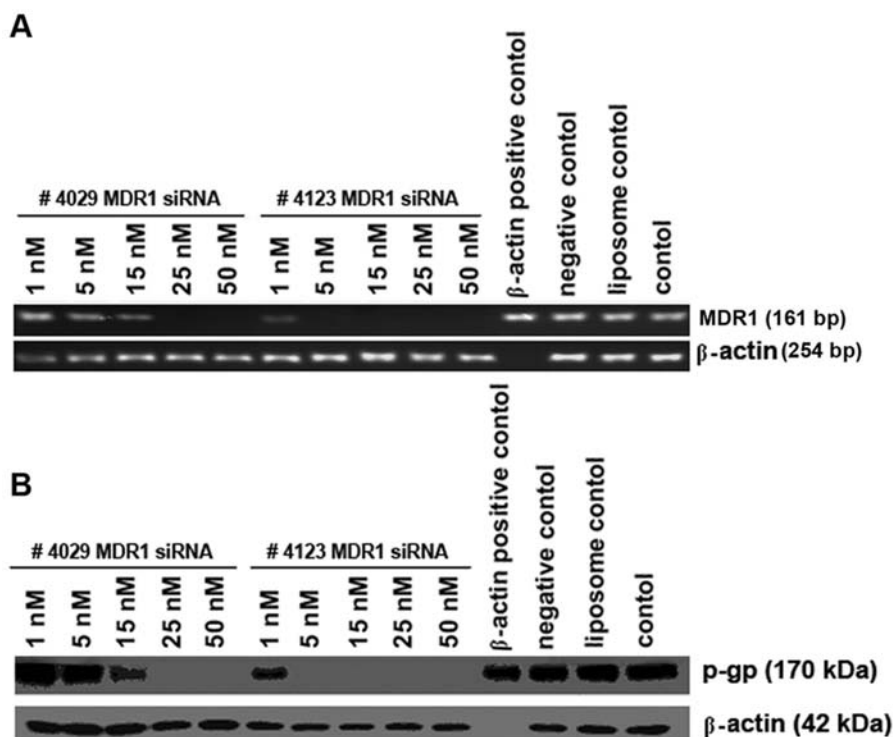 A
# 4029 MDR1 siRNA
# 4123 MDR1 siRNA
1 nM
5 nM
15 nM
25 nM
50 nM
1 nM
5 nM
15 nM
25 nM
50 nM
β-actin positive contol
negative contol
liposome contol
contol
MDR1 (161 bp)
β-actin (254 bp)
B
# 4029 MDR1 siRNA
# 4123 MDR1 siRNA
1 nM
5 nM
15 nM
25 nM
50 nM
1 nM
5 nM
15 nM
25 nM
50 nM
β-actin positive contol
negative contol
liposome contol
contol
p-gp (170 kDa)
β-actin (42 kDa)